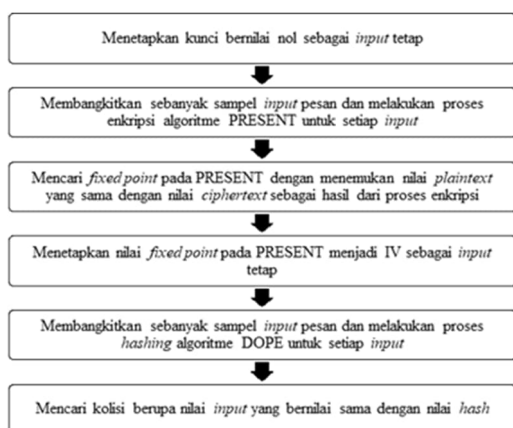 Menetapkan kunci bernilai nol sebagai input tetap
Membangkitkan sebanyak sampel input pesan dan melakukan proses
enkripsi algoritme PRESENT untuk setiap input
Mencari fixed point pada PRESENT dengan menemukan nilai plaintext
yang sama dengan nilai ciphertext sebagai hasil dari proses enkripsi
Menetapkan nilai fixed point pada PRESENT menjadi IV sebagai input
tetap
Membangkitkan sebanyak sampel input pesan dan melakukan proses
hashing algoritme DOPE untuk setiap input
Mencari kolisi berupa nilai input yang bernilai sama dengan nilai hash